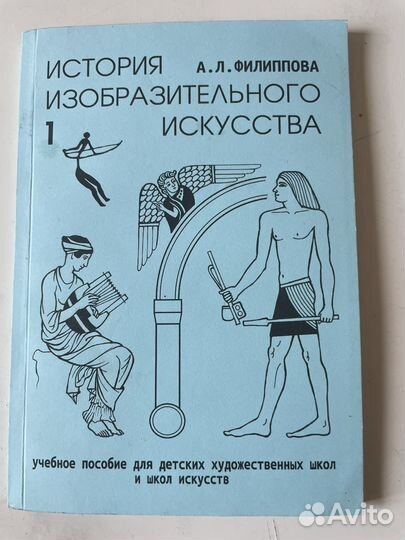 ИСТОРИЯ А.Л.ФИЛИППОВА
ИЗОБРАЗИТЕЛЬНОГО
1 ИСКУССТВА
учебное пособие для детских художественных школ
и школ искусств
Avito